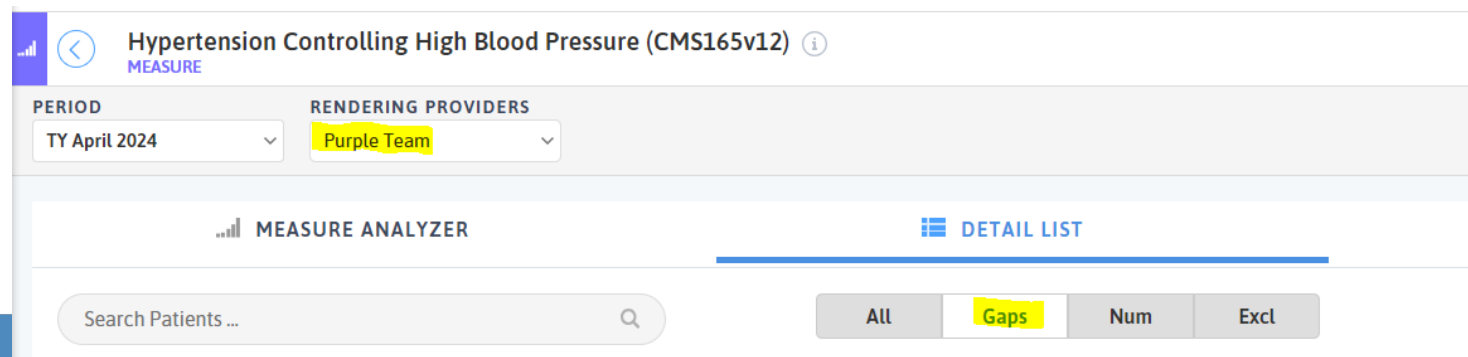 Hypertension Controlling High Blood Pressure (CMS165v12)
MEASURE
PERIOD RENDERING PROVIDERS
TY April 2024 Purple Team
MEASURE ANALYZER DETAIL LIST
Search Patients ... All Gaps Num Excl